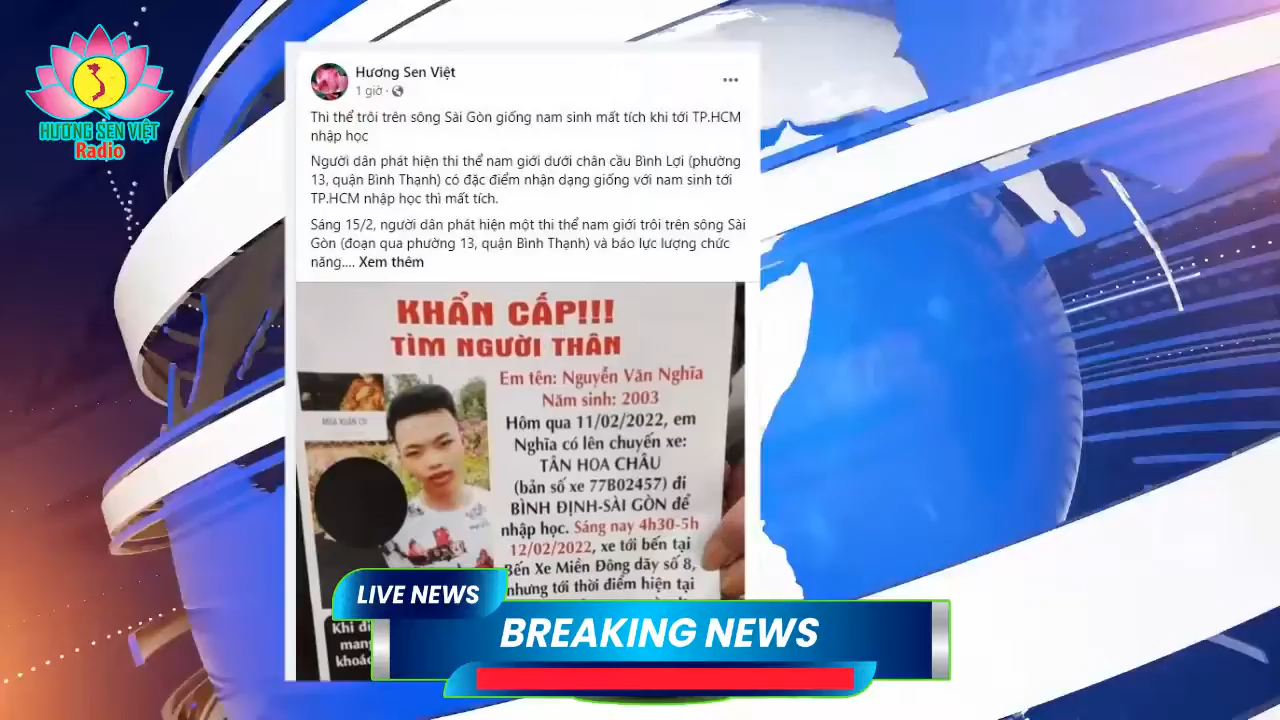 HƯƠNG SEN VIỆT
Radio
Hương Sen Việt
1 giờ ·
Thi thể trôi trên sông Sài Gòn giống nam sinh mất tích khi tới TP.HCM
nhập học
Người dân phát hiện thi thể nam giới dưới chân cầu Bình Lợi (phường
13, quận Bình Thạnh) có đặc điểm nhận dạng giống với nam sinh tới
TP.HCM nhập học thì mất tích.
Sáng 15/2, người dân phát hiện một thi thể nam giới trôi trên sông Sài
Gòn (đoạn qua phường 13, quận Bình Thạnh) và báo lực lượng chức
năng.... Xem thêm
KHẨN CẤP!!!
TÌM NGƯỜI THÂN
Em tên: Nguyễn Văn Nghĩa
Năm sinh: 2003
Hôm qua 11/02/2022, em
Nghĩa có lên chuyến xe:
TÂN HOA CHÂU
(bản số xe 77B02457) đi
BÌNH ĐỊNH-SÀI GÒN để
nhập học. Sáng nay 4h30-5h
12/02/2022, xe tới bến tại
Bến Xe Miền Đông dãy số 8,
nhưng tới thời điểm hiện tại
Khi
khoác
LIVE NEWS
BREAKING NEWS